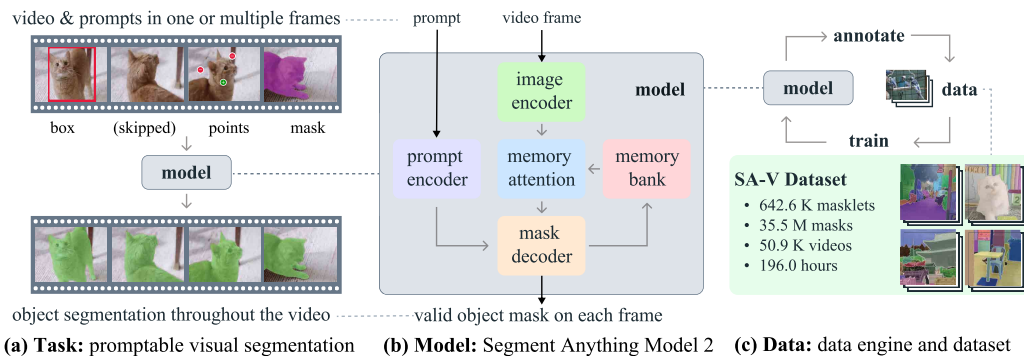 video & prompts in one or multiple frames
box
(skipped)
points
mask
model
object segmentation throughout the video
(a) Task: promptable visual segmentation
prompt
video frame
image
encoder
model
prompt
encoder
memory
attention
memory
bank
mask
decoder
valid object mask on each frame
(b) Model: Segment Anything Model 2
annotate
model
data
train
SA-V Dataset
• 642.6 K masklets
• 35.5 M masks
• 50.9 K videos
• 196.0 hours
(c) Data: data engine and dataset